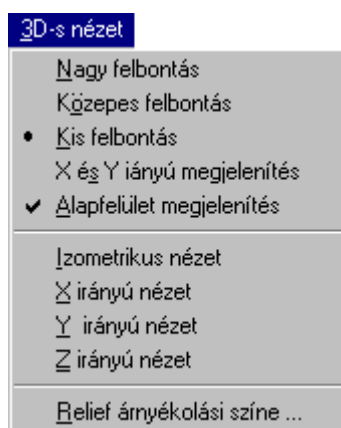 3D-s nézet
Nagy felbontás
Közepes felbontás
Kis felbontás
X és Y iányú megjelenítés
Alapfelület megjelenítés
Izometrikus nézet
X irányú nézet
Y irányú nézet
Z irányú nézet
Relief árnyékolási színe ...